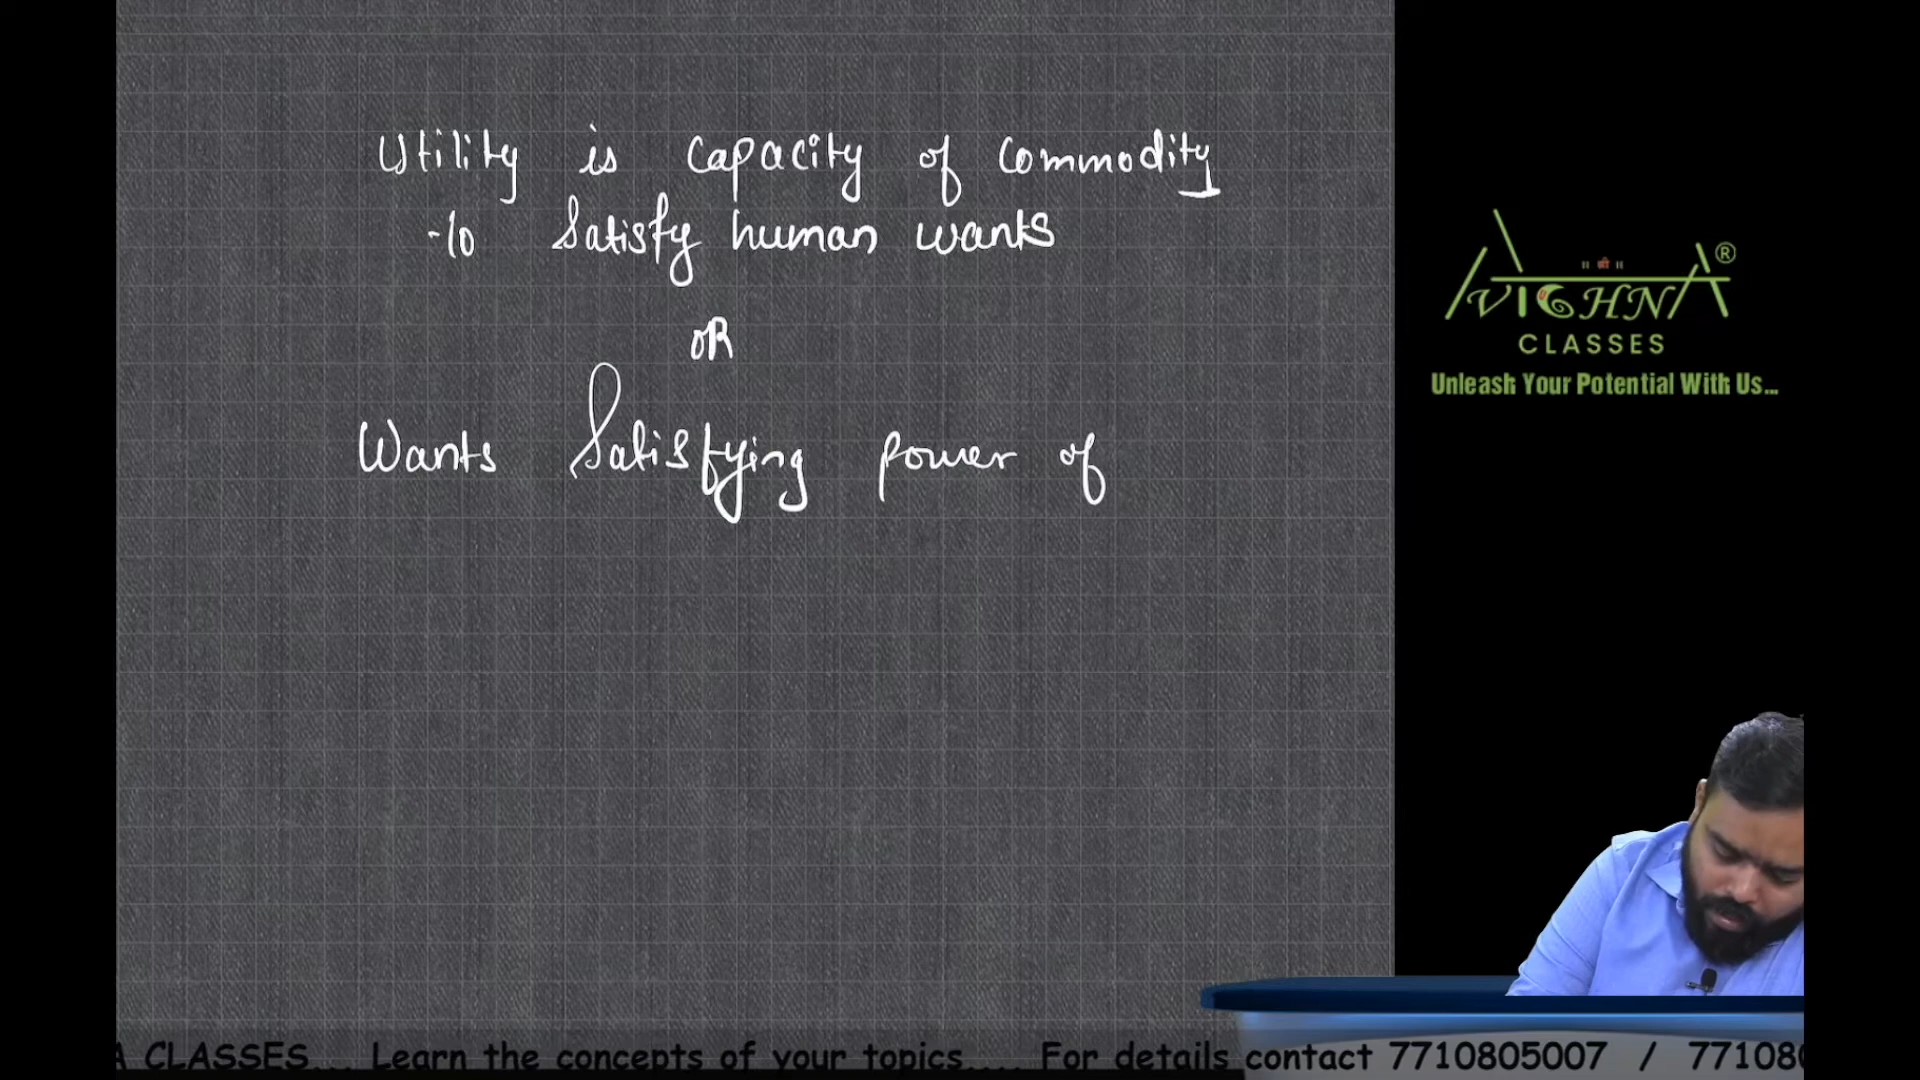 Utility is capacity of commodity
to satisfy human wants
OR
Wants Satisfying power of
|| श्री ||
AVIGHNA®
CLASSES
Unleash Your Potential With Us...
A CLASSES... Learn the concepts of your topics.... For details contact 7710805007 / 77108